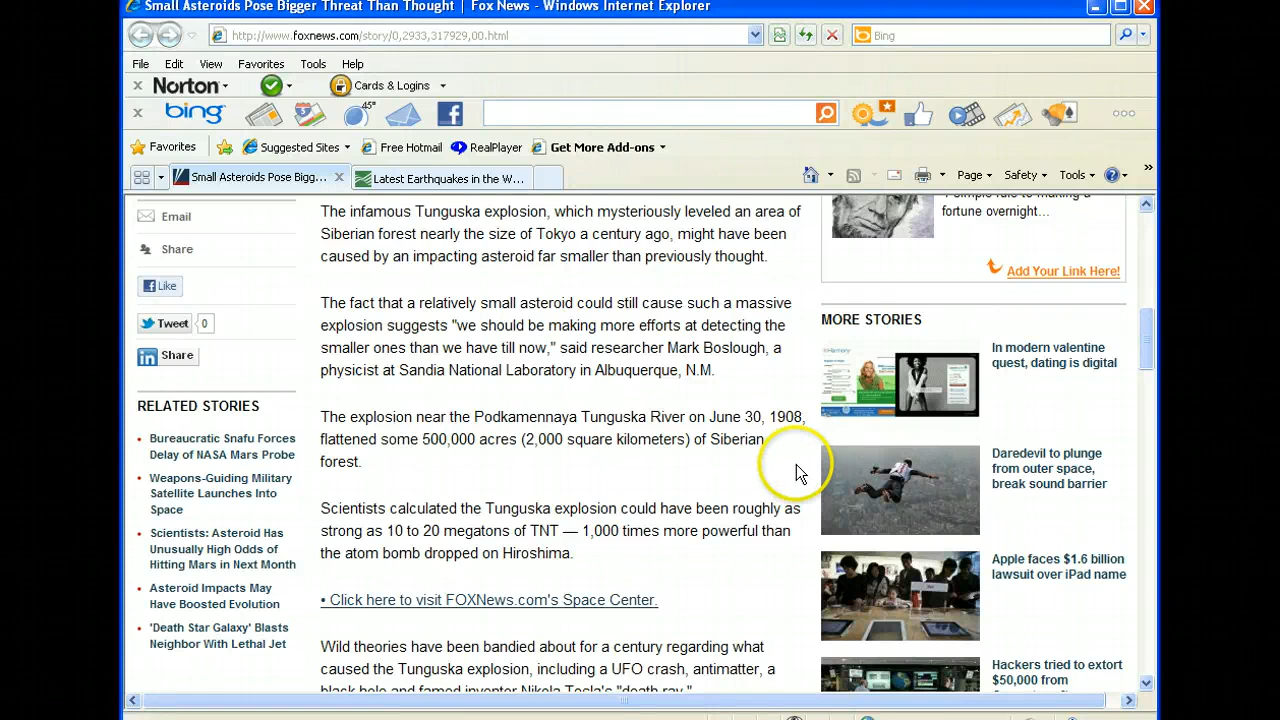 Small Asteroids Pose Bigger Threat Than Thought | Fox News - Windows Internet Explorer
http://www.foxnews.com/story/0,2933,317929,00.html
Bing
File Edit View Favorites Tools Help
x Norton Cards & Logins
x bing 45° f
Favorites Suggested Sites Free Hotmail RealPlayer Get More Add-ons
Small Asteroids Pose Bigg... Latest Earthquakes in the W... Page Safety Tools
Email
Share
Like
Tweet 0
Share
RELATED STORIES
Bureaucratic Snafu Forces
Delay of NASA Mars Probe
Weapons-Guiding Military
Satellite Launches Into
Space
Scientists: Asteroid Has
Unusually High Odds of
Hitting Mars in Next Month
Asteroid Impacts May
Have Boosted Evolution
'Death Star Galaxy' Blasts
Neighbor With Lethal Jet
The infamous Tunguska explosion, which mysteriously leveled an area of
Siberian forest nearly the size of Tokyo a century ago, might have been
caused by an impacting asteroid far smaller than previously thought.
The fact that a relatively small asteroid could still cause such a massive
explosion suggests "we should be making more efforts at detecting the
smaller ones than we have till now," said researcher Mark Boslough, a
physicist at Sandia National Laboratory in Albuquerque, N.M.
The explosion near the Podkamennaya Tunguska River on June 30, 1908,
flattened some 500,000 acres (2,000 square kilometers) of Siberian
forest.
Scientists calculated the Tunguska explosion could have been roughly as
strong as 10 to 20 megatons of TNT — 1,000 times more powerful than
the atom bomb dropped on Hiroshima.
• Click here to visit FOXNews.com's Space Center.
Wild theories have been bandied about for a century regarding what
caused the Tunguska explosion, including a UFO crash, antimatter, a
black hole and famed inventor Nikola Tesla's "death ray."
fortune overnight...
Add Your Link Here!
MORE STORIES
In modern valentine
quest, dating is digital
Daredevil to plunge
from outer space,
break sound barrier
Apple faces $1.6 billion
lawsuit over iPad name
Hackers tried to extort
$50,000 from